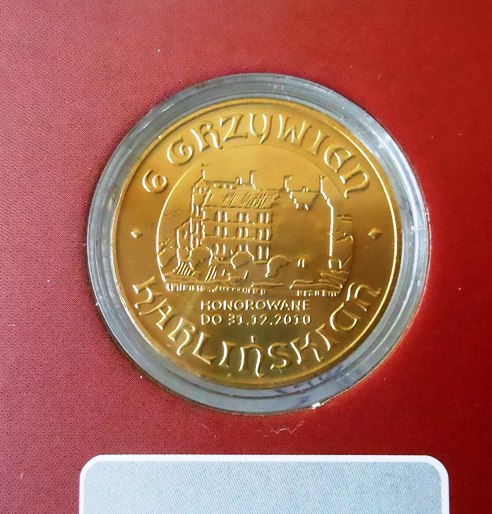 6 GRZYWIEN
HONOROWANE
DO 31.12.2010
KARLIŃSKICH